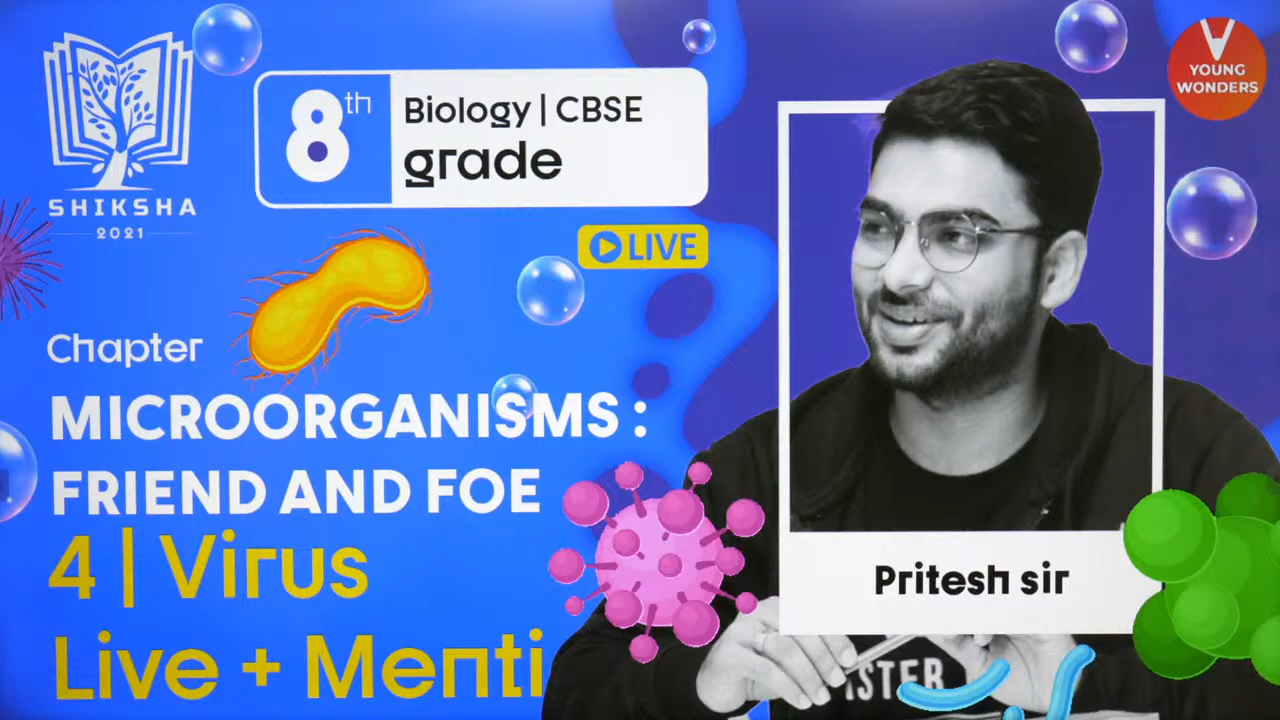 SHIKSHA
2021
8th
Biology | CBSE
grade
LIVE
YOUNG
WONDERS
Chapter
MICROORGANISMS :
FRIEND AND FOE
4 | Virus
Live + Menti
Pritesh sir
ISTER